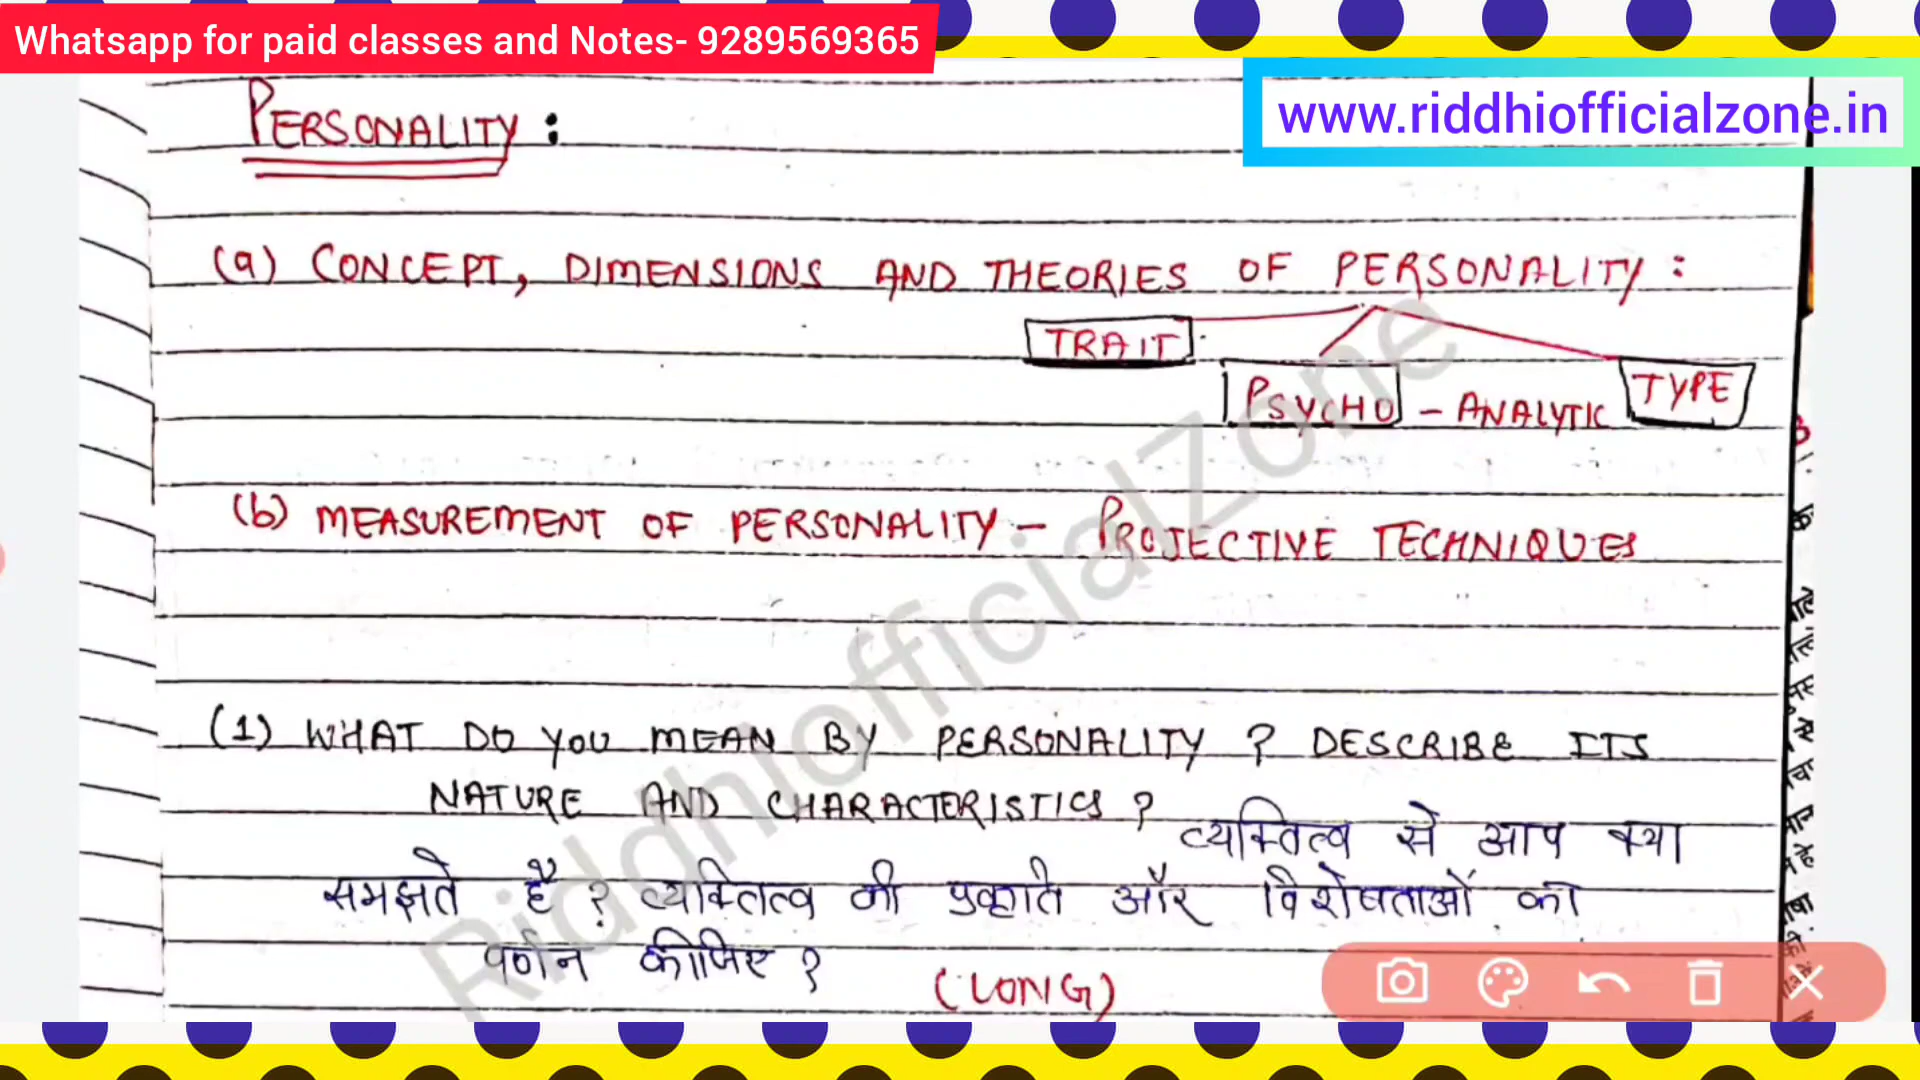 Whatsapp for paid classes and Notes- 9289569365
www.riddhiofficialzone.in
PERSONALITY :
(a) CONCEPT, DIMENSIONS AND THEORIES OF PERSONALITY :
TRAIT
PSYCHO - ANALYTIC
TYPE
(b) MEASUREMENT OF PERSONALITY - PROJECTIVE TECHNIQUES
(1) WHAT DO YOU MEAN BY PERSONALITY ? DESCRIBE ITS
NATURE AND CHARACTERISTICS ?
व्यक्तित्व से आप क्या
समझते है ? व्यक्तित्व की प्रकृति और विशेषताओं का
वर्णन कीजिए ?
(LONG)
RiddhiofficialZone